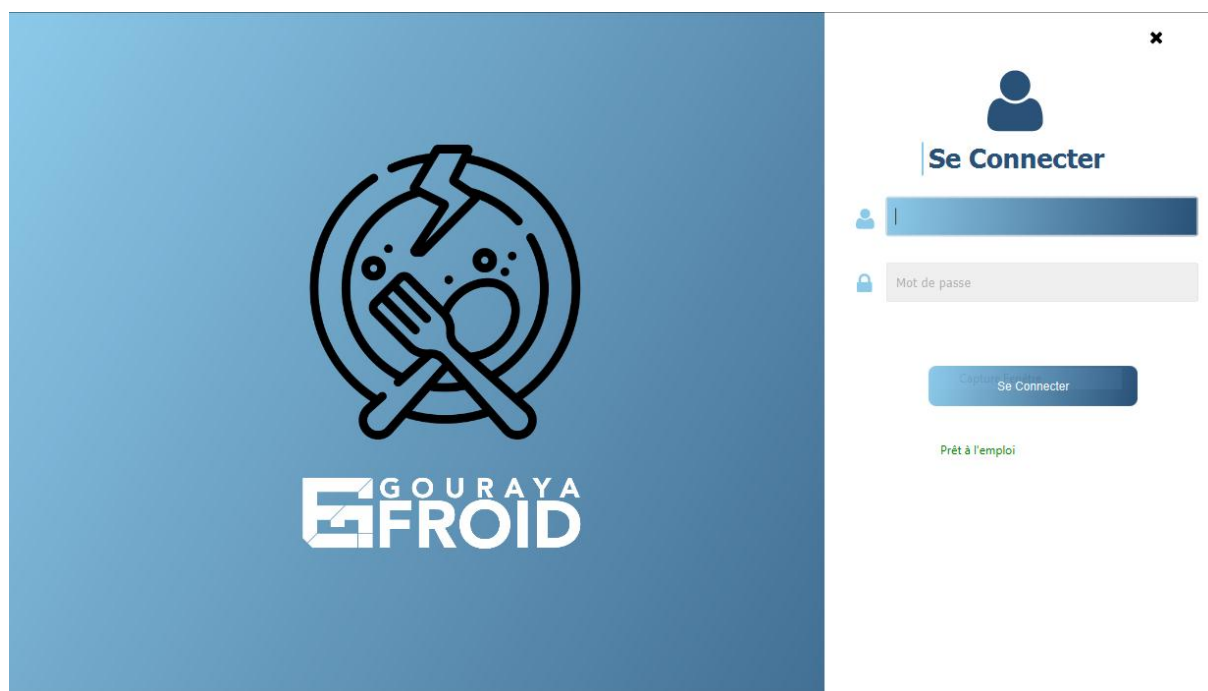 GOURAYA
FROID
Se Connecter
Mot de passe
Se Connecter
Prêt à l'emploi